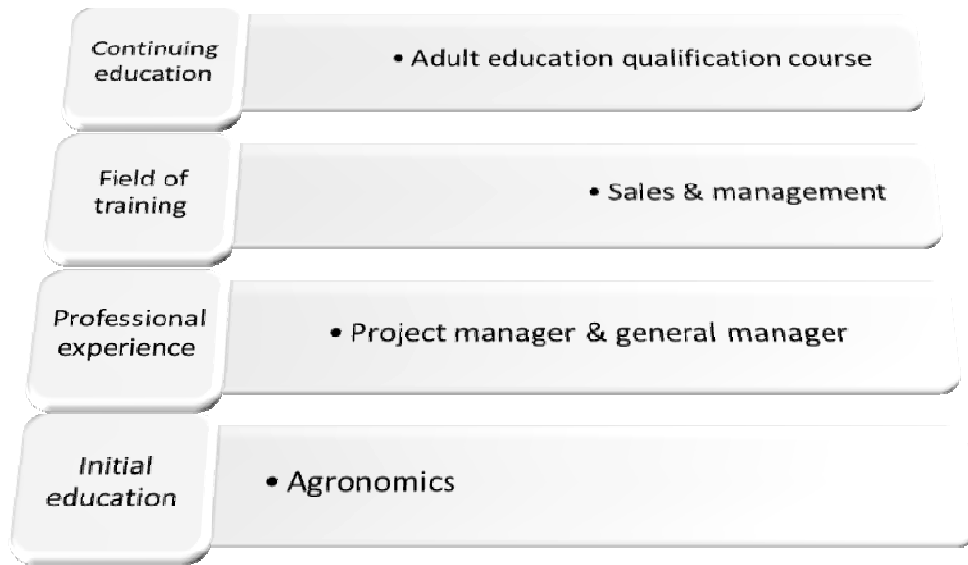 Continuing
education
• Adult education qualification course
Field of
training
• Sales & management
Professional
experience
• Project manager & general manager
Initial
education
• Agronomics